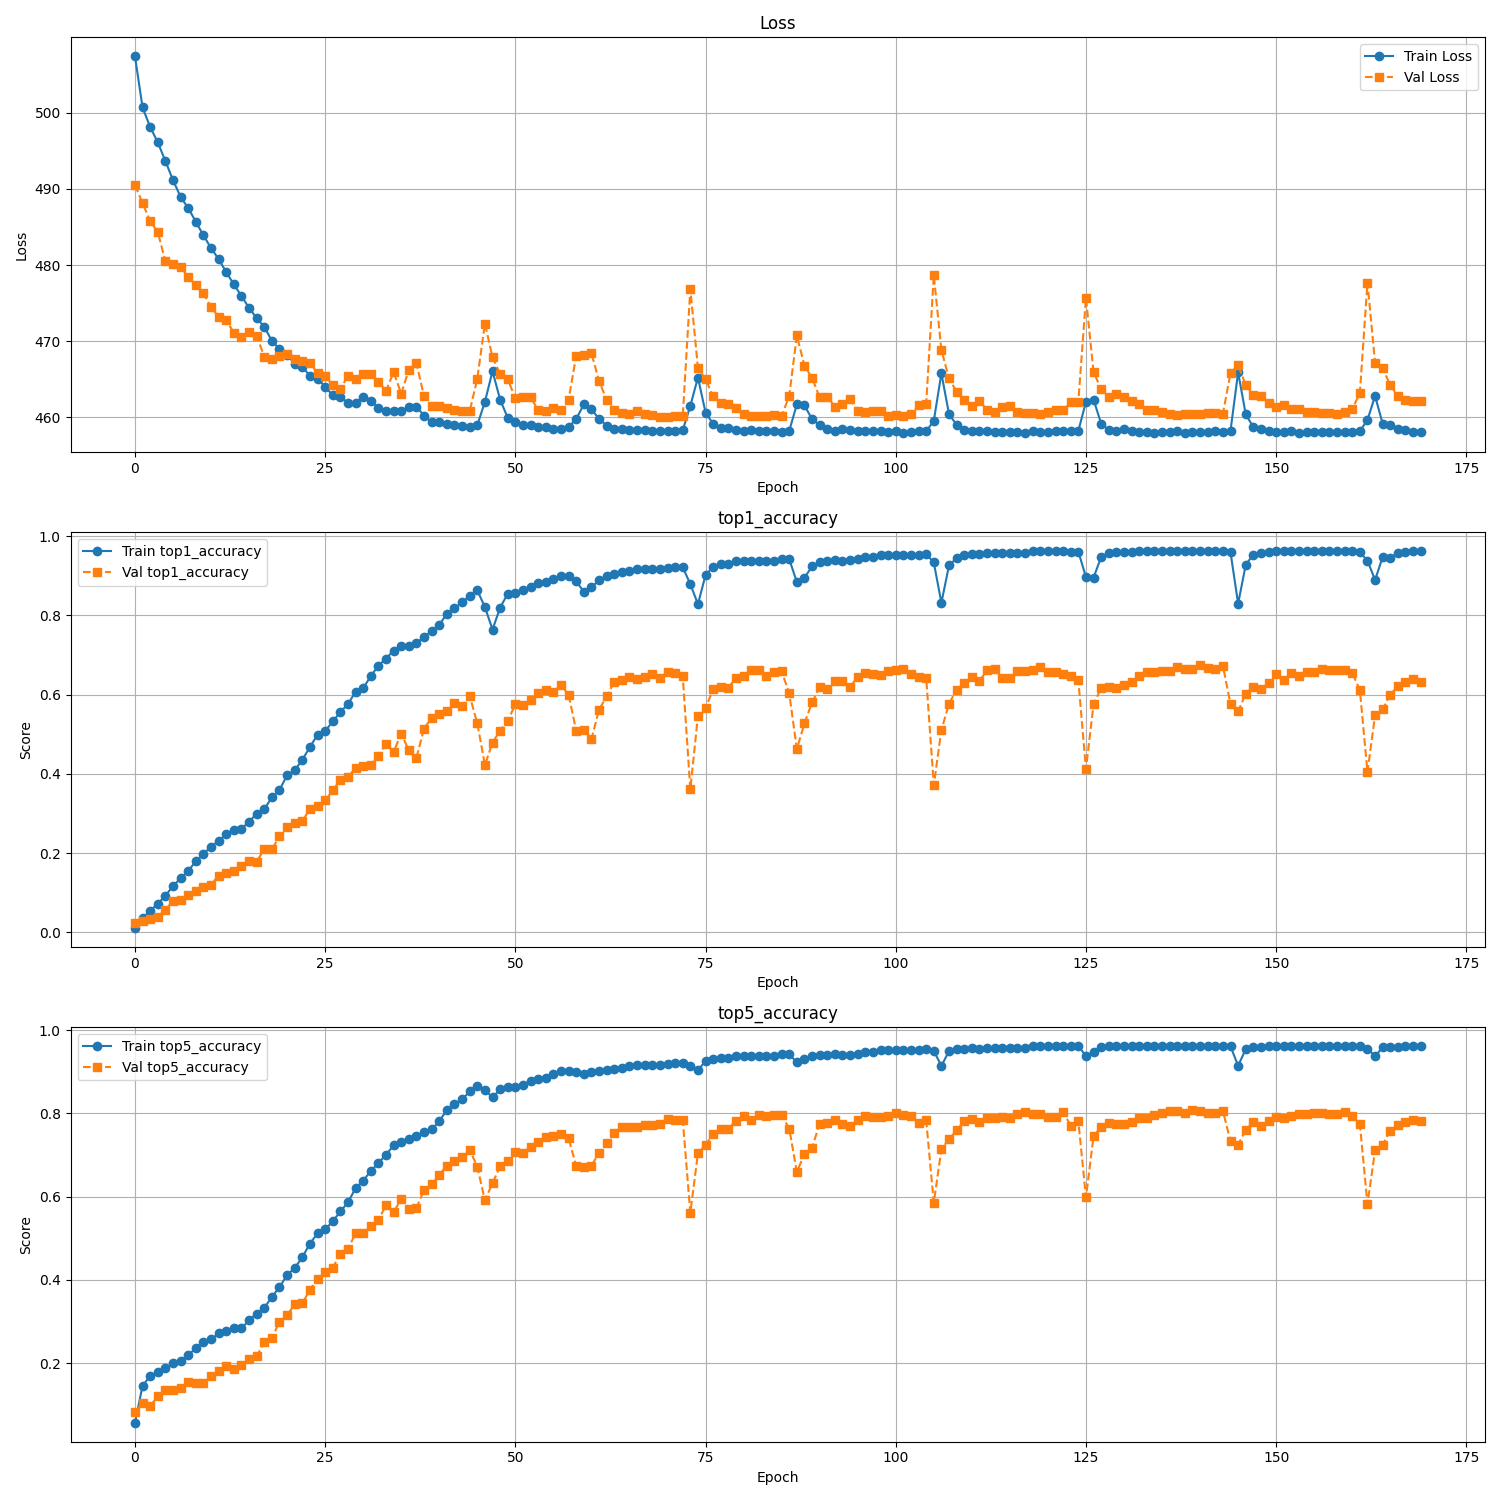 Loss
Train Loss
Val Loss
500
490
480
470
460
Loss
0 25 50 75 100 125 150 175
Epoch
top1_accuracy
Train top1_accuracy
Val top1_accuracy
1.0
0.8
0.6
0.4
0.2
0.0
Score
0 25 50 75 100 125 150 175
Epoch
top5_accuracy
Train top5_accuracy
Val top5_accuracy
1.0
0.8
0.6
0.4
0.2
Score
0 25 50 75 100 125 150 175
Epoch